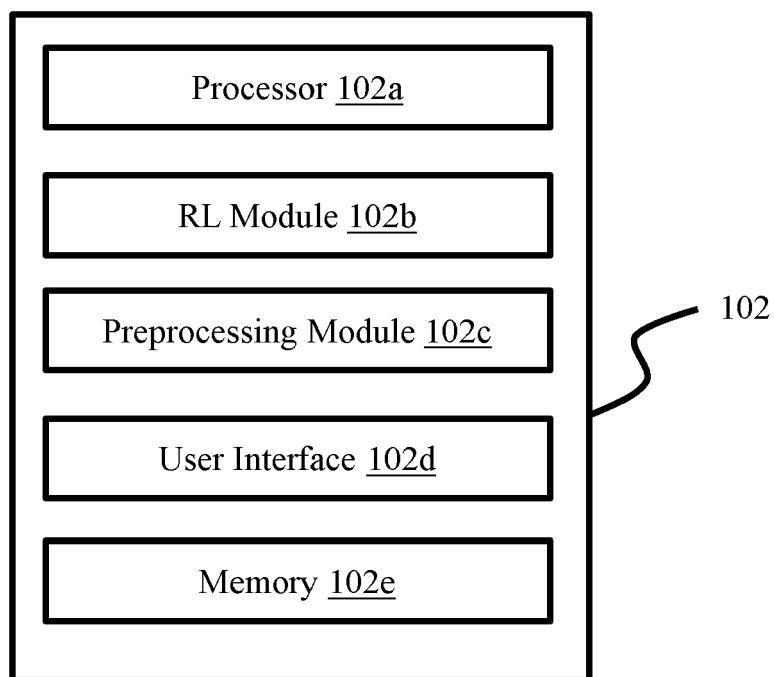 Processor 102a
RL Module 102b
Preprocessing Module 102c
102
User Interface 102d
Memory 102e